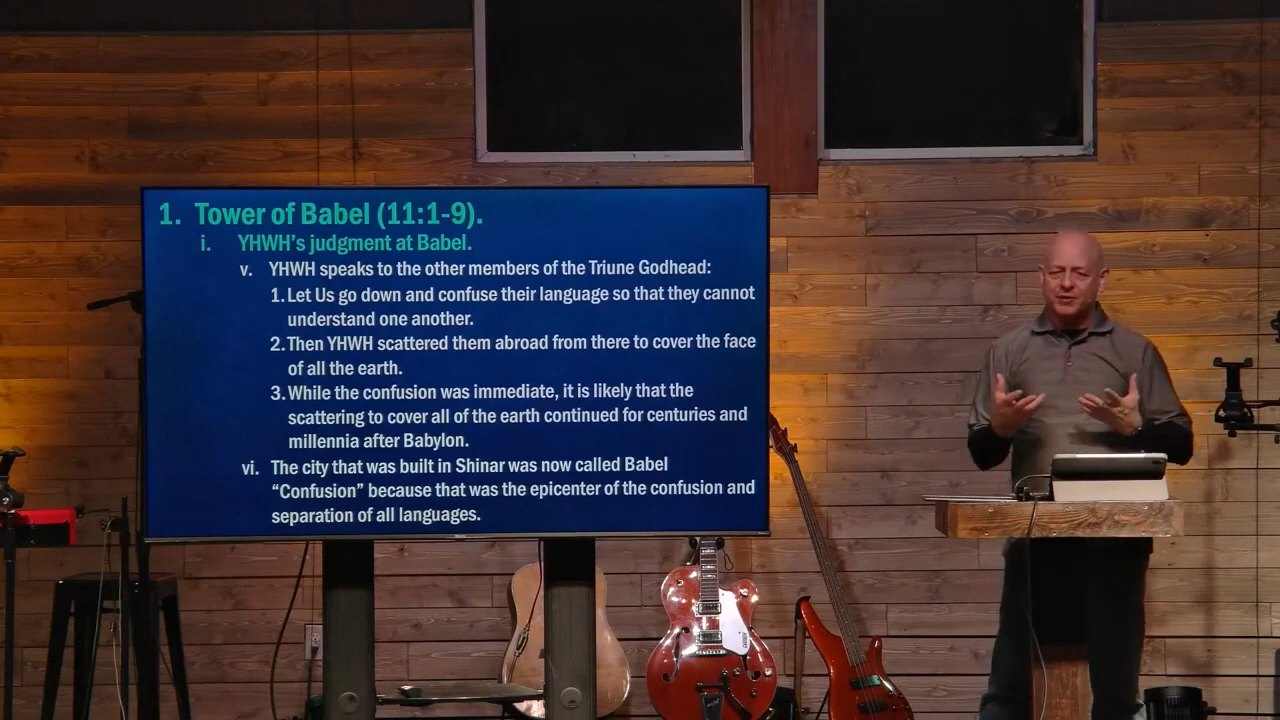 1. Tower of Babel (11:1-9).
i. YHWH's judgment at Babel.
v. YHWH speaks to the other members of the Triune Godhead:
1. Let Us go down and confuse their language so that they cannot
understand one another.
2. Then YHWH scattered them abroad from there to cover the face
of all the earth.
3. While the confusion was immediate, it is likely that the
scattering to cover all of the earth continued for centuries and
millennia after Babylon.
vi. The city that was built in Shinar was now called Babel
“Confusion” because that was the epicenter of the confusion and
separation of all languages.